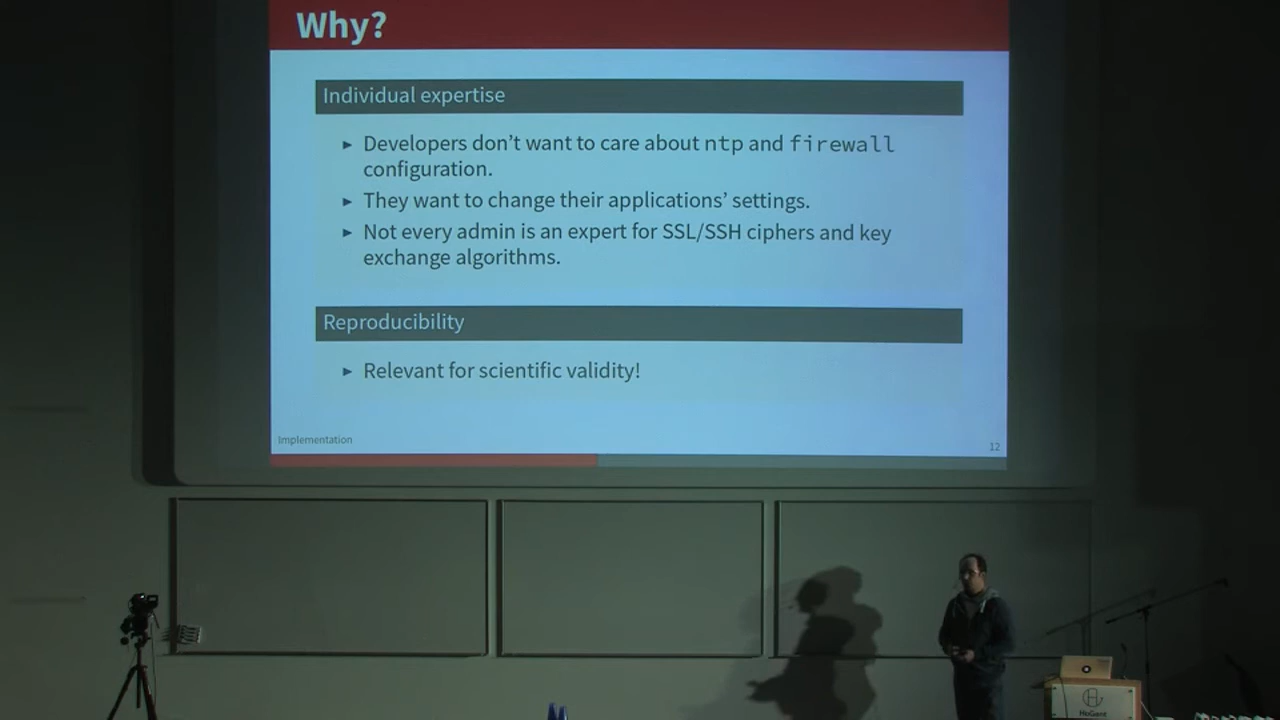 Why?
Individual expertise
Developers don't want to care about ntp and firewall
configuration.
They want to change their applications' settings.
Not every admin is an expert for SSL/SSH ciphers and key
exchange algorithms.
Reproducibility
Relevant for scientific validity!
Implementation
12
HoGent